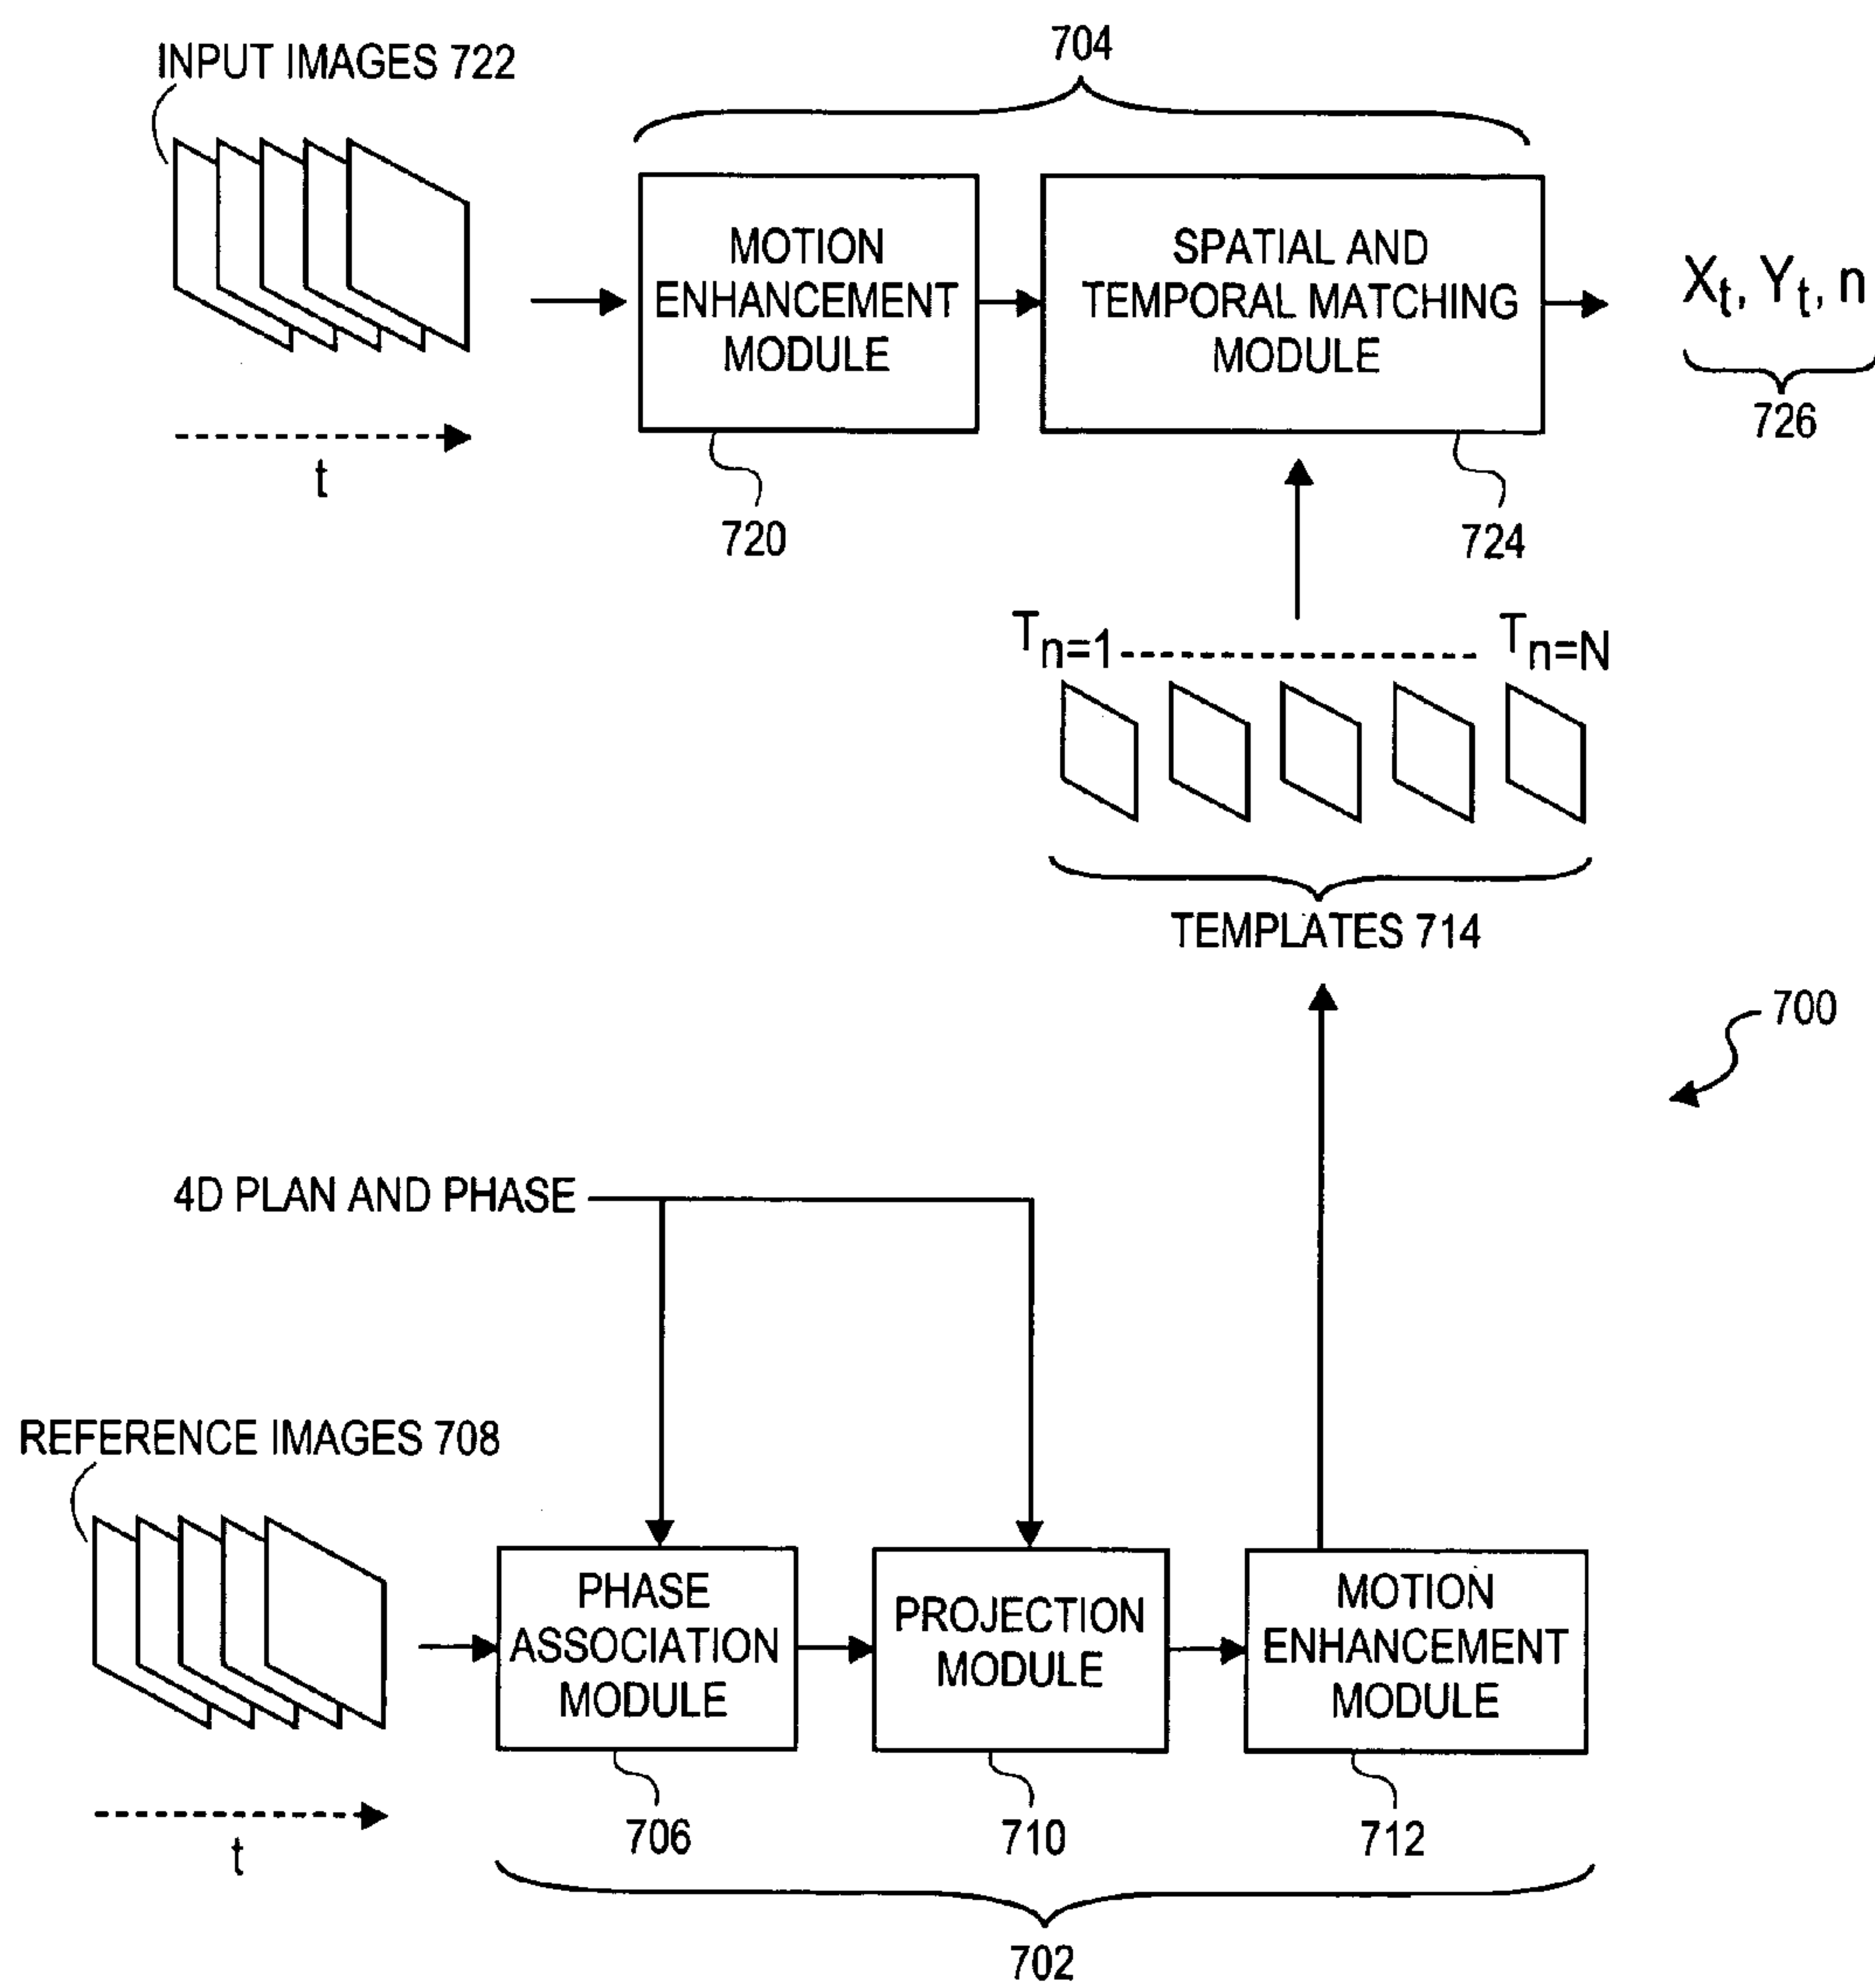 704
INPUT IMAGES 722
MOTION
ENHANCEMENT
MODULE
SPATIAL AND
TEMPORAL MATCHING
MODULE
Xt, Yt, n
726
t
720
724
Tn=1 Tn=N
TEMPLATES 714
700
4D PLAN AND PHASE
REFERENCE IMAGES 708
PHASE
ASSOCIATION
MODULE
PROJECTION
MODULE
MOTION
ENHANCEMENT
MODULE
t
706
710
712
702